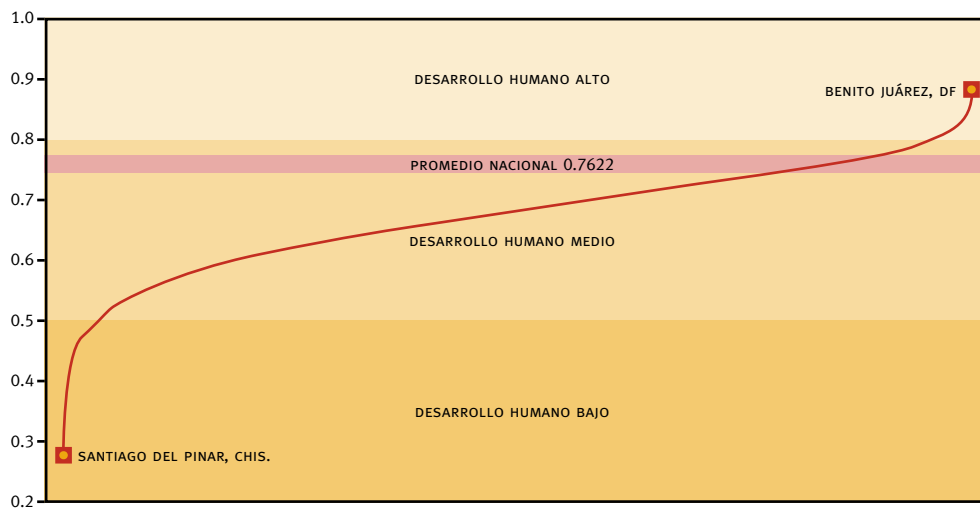 1.0
0.9
DESARROLLO HUMANO ALTO
BENITO JUÁREZ, DF
0.8
PROMEDIO NACIONAL 0.7622
0.7
DESARROLLO HUMANO MEDIO
0.6
0.5
0.4
DESARROLLO HUMANO BAJO
0.3
SANTIAGO DEL PINAR, CHIS.
0.2